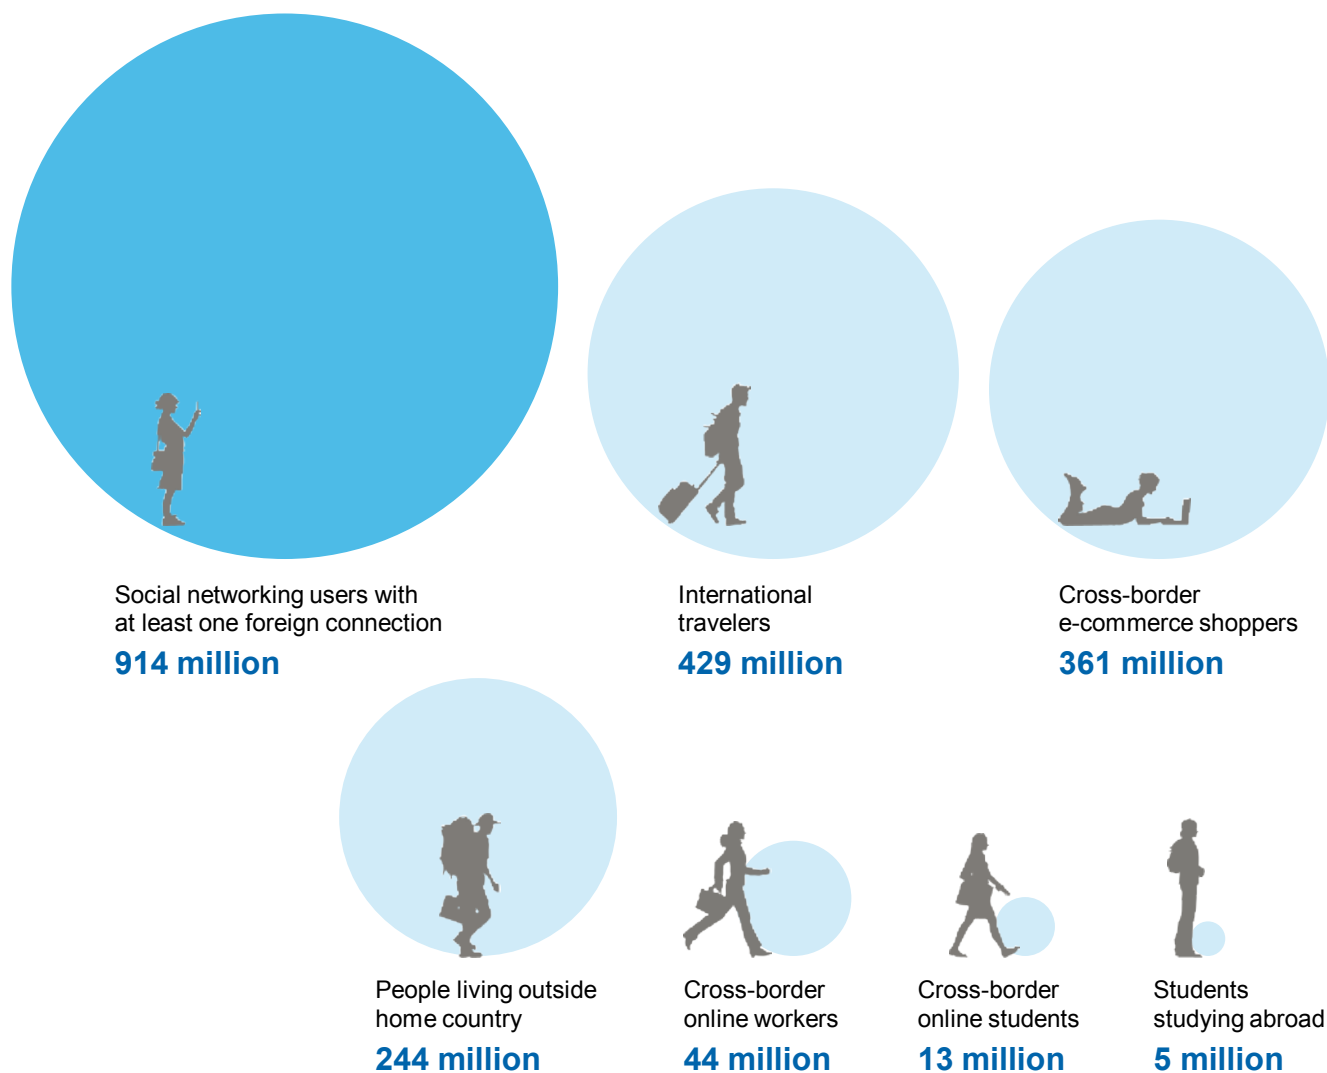 Social networking users with
at least one foreign connection
914 million
International
travelers
429 million
Cross-border
e-commerce shoppers
361 million
People living outside
home country
244 million
Cross-border
online workers
44 million
Cross-border
online students
13 million
Students
studying abroad
5 million